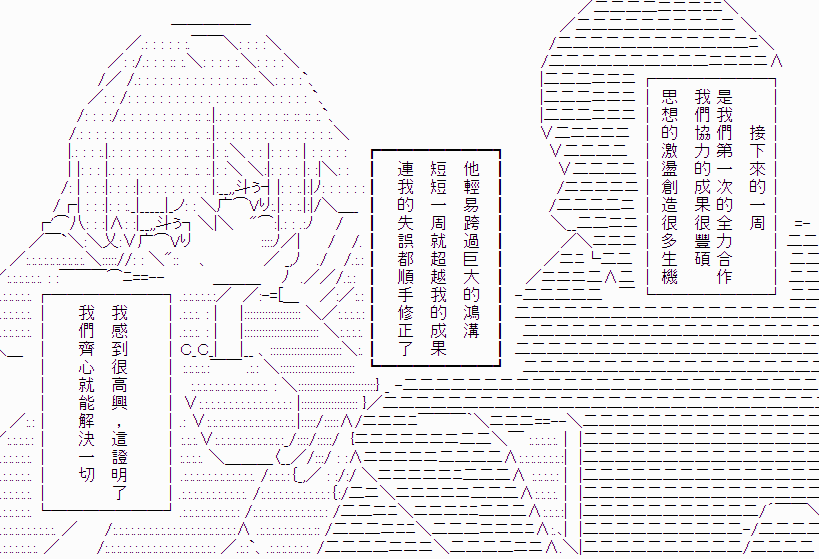 接下來的一周
是我們第一次的全力合作
我們協力的成果很豐碩
思想的激盪創造很多生機
他輕易跨過巨大的鴻溝
短短一周就超越我的成果
連我的失誤都順手修正了
我感到很高興，這證明了
我們齊心就能解決一切